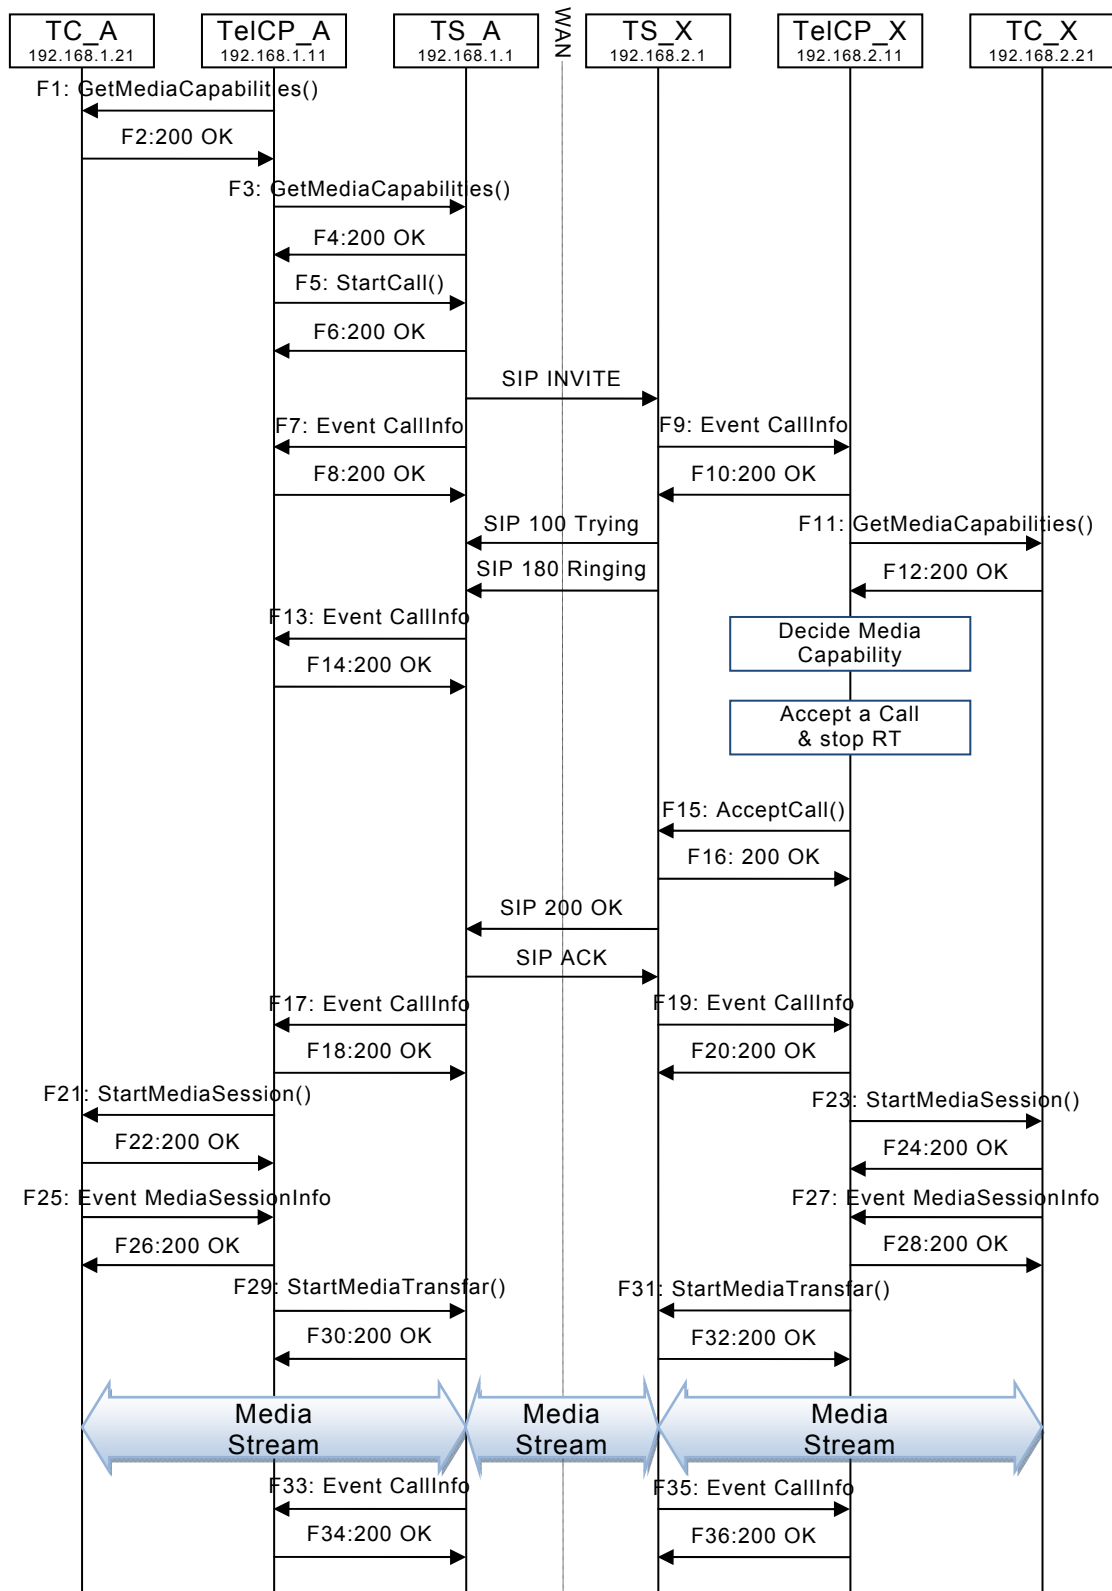 TC_A
192.168.1.21
TelCP_A
192.168.1.11
TS_A
192.168.1.1
WAN
TS_X
192.168.2.1
TelCP_X
192.168.2.11
TC_X
192.168.2.21
F1: GetMediaCapabilities()
F2:200 OK
F3: GetMediaCapabilities()
F4:200 OK
F5: StartCall()
F6:200 OK
SIP INVITE
F7: Event CallInfo
F9: Event CallInfo
F8:200 OK
F10:200 OK
SIP 100 Trying
F11: GetMediaCapabilities()
SIP 180 Ringing
F12:200 OK
F13: Event CallInfo
Decide Media
Capability
F14:200 OK
Accept a Call
& stop RT
F15: AcceptCall()
F16: 200 OK
SIP 200 OK
SIP ACK
F17: Event CallInfo
F19: Event CallInfo
F18:200 OK
F20:200 OK
F21: StartMediaSession()
F23: StartMediaSession()
F22:200 OK
F24:200 OK
F25: Event MediaSessionInfo
F27: Event MediaSessionInfo
F26:200 OK
F28:200 OK
F29: StartMediaTransfar()
F31: StartMediaTransfar()
F30:200 OK
F32:200 OK
Media
Stream
Media
Stream
Media
Stream
F33: Event CallInfo
F35: Event CallInfo
F34:200 OK
F36:200 OK